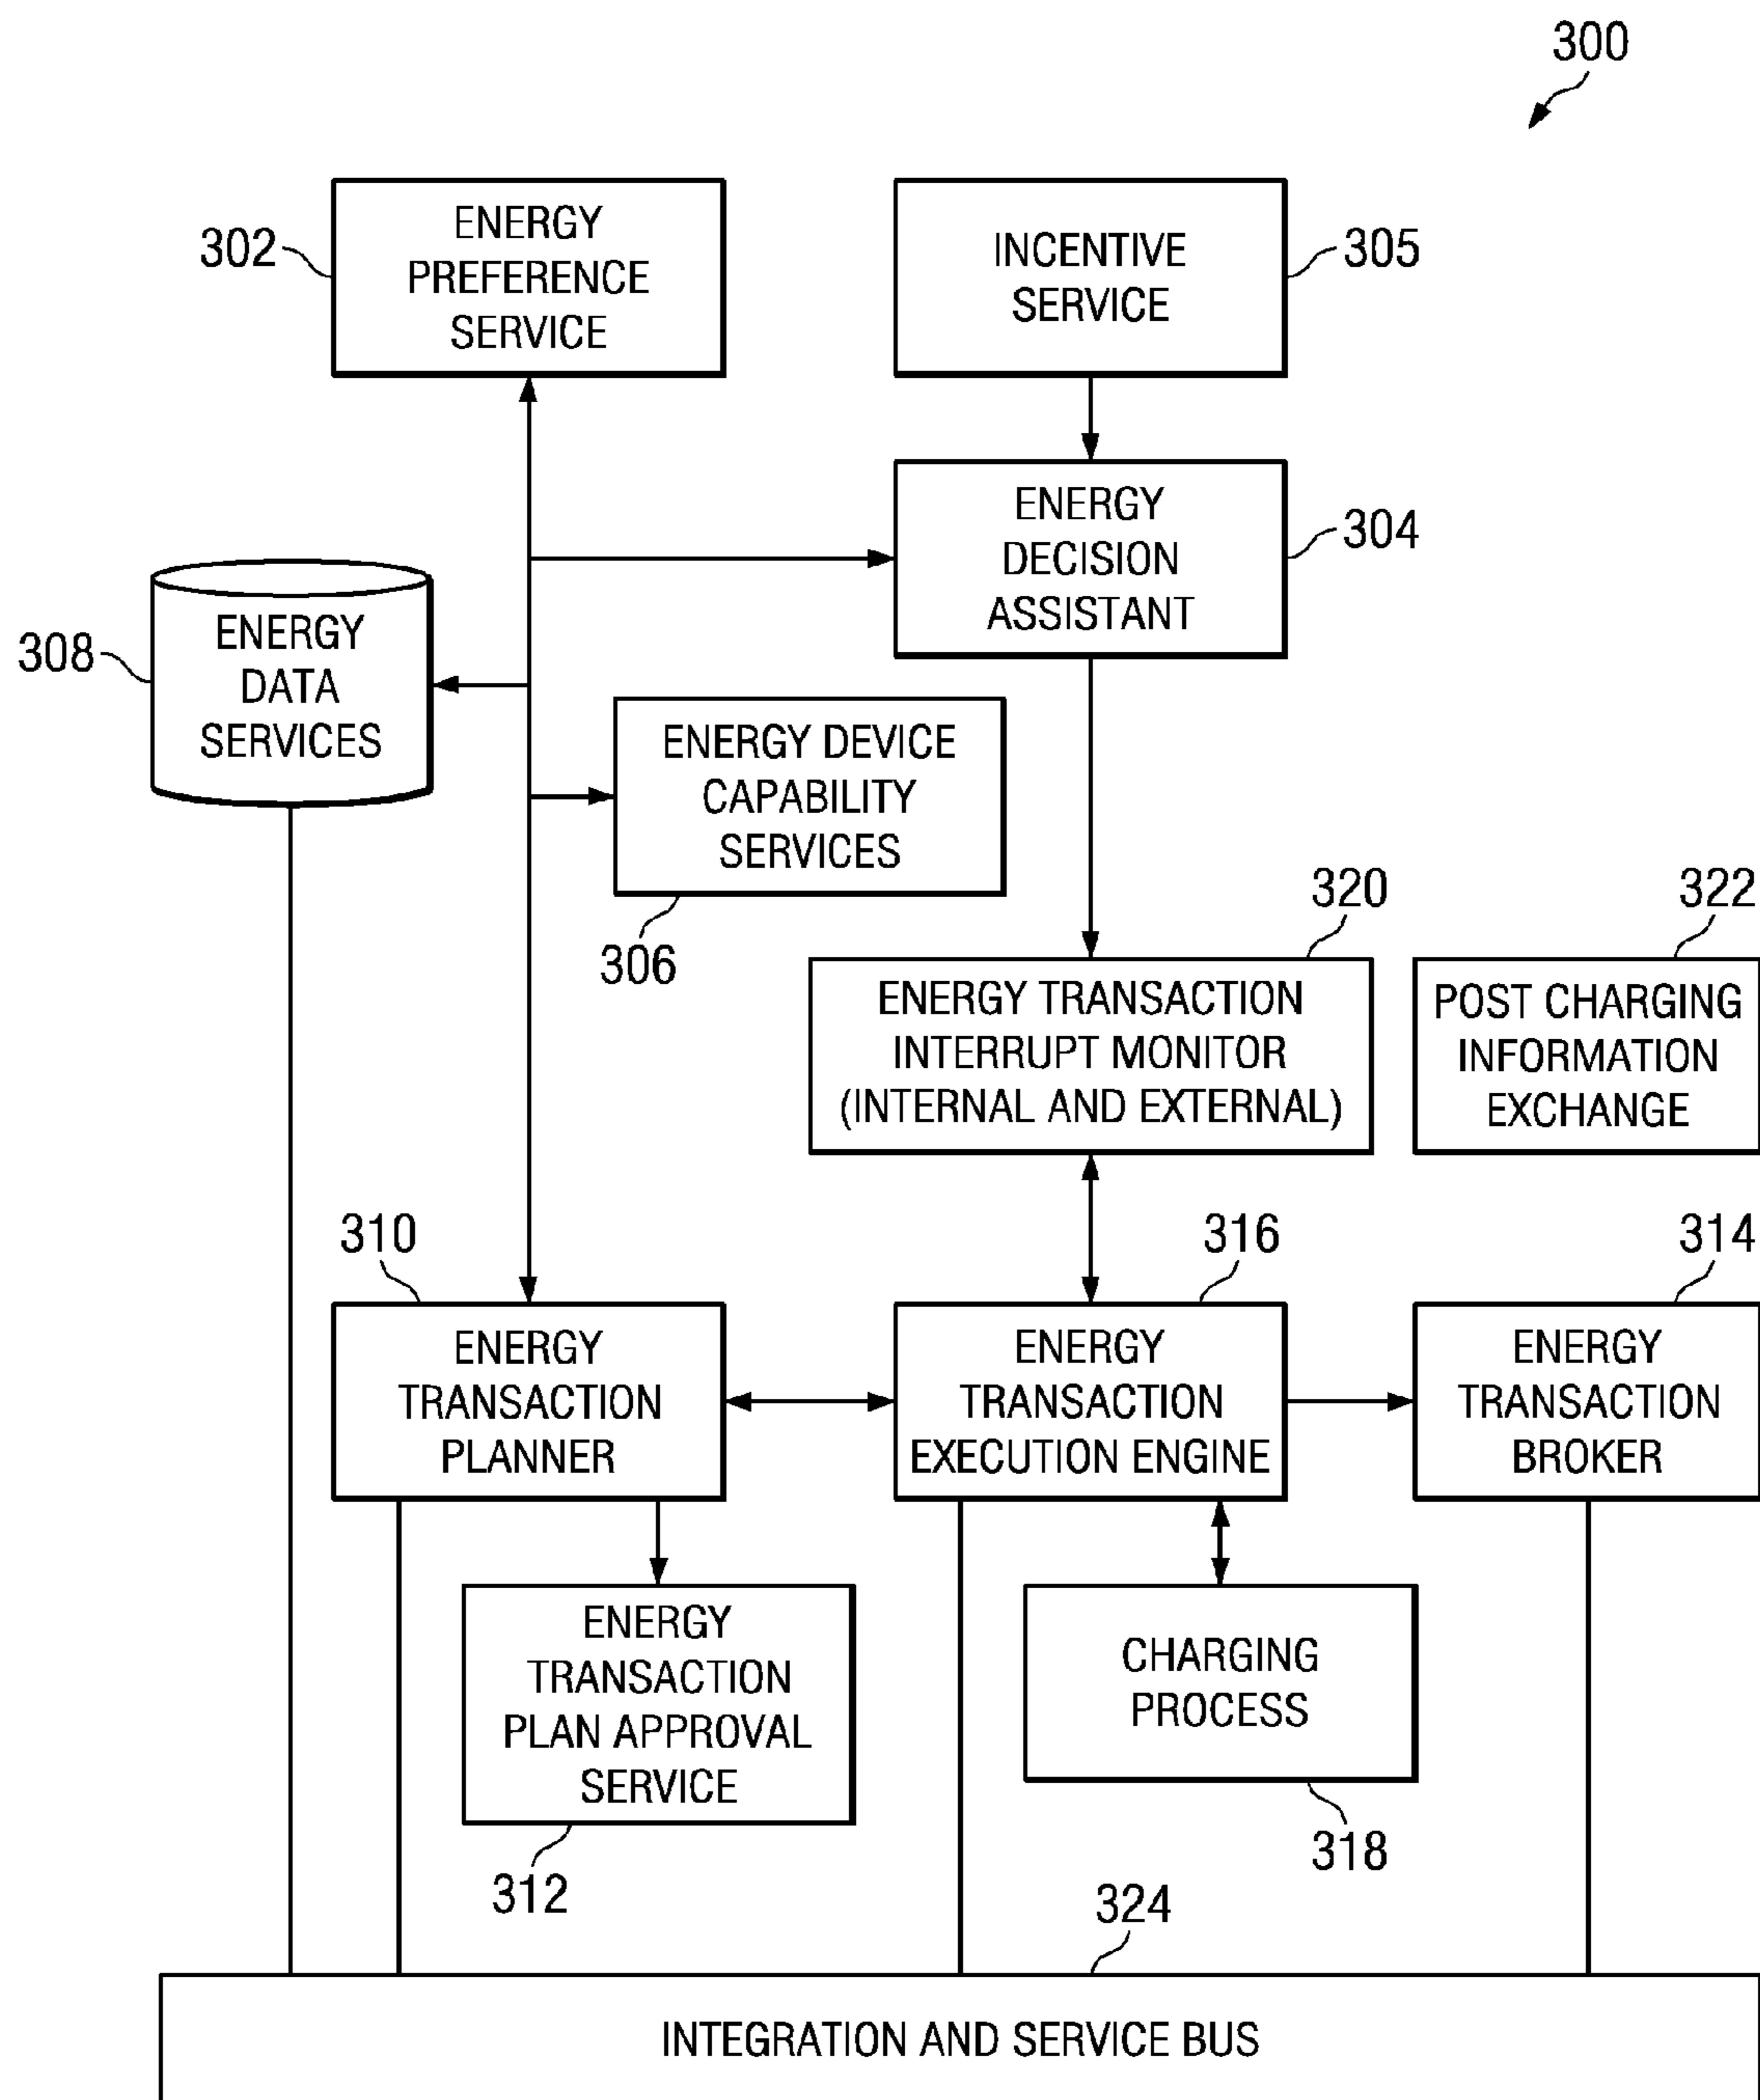 300
302
ENERGY
PREFERENCE
SERVICE
INCENTIVE
SERVICE
305
ENERGY
DECISION
ASSISTANT
304
308
ENERGY
DATA
SERVICES
ENERGY DEVICE
CAPABILITY
SERVICES
306
320
ENERGY TRANSACTION
INTERRUPT MONITOR
(INTERNAL AND EXTERNAL)
322
POST CHARGING
INFORMATION
EXCHANGE
310
ENERGY
TRANSACTION
PLANNER
316
ENERGY
TRANSACTION
EXECUTION ENGINE
314
ENERGY
TRANSACTION
BROKER
ENERGY
TRANSACTION
PLAN APPROVAL
SERVICE
312
CHARGING
PROCESS
318
324
INTEGRATION AND SERVICE BUS